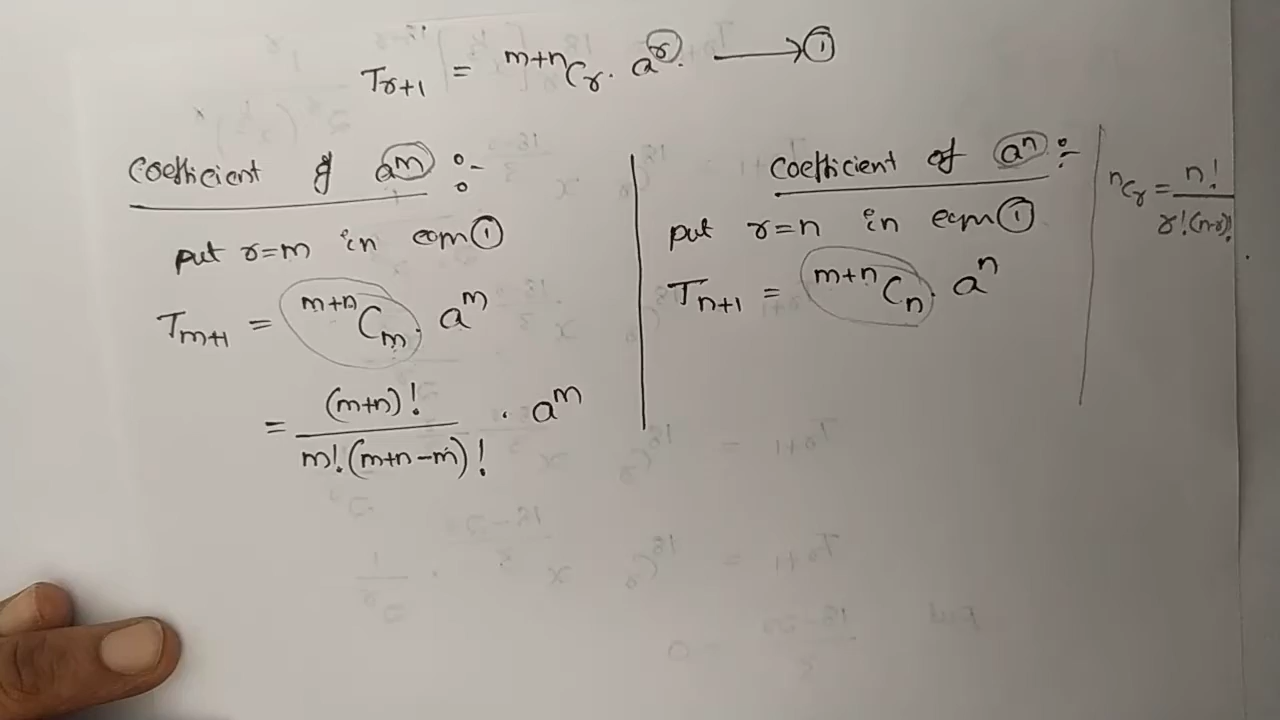 Tr+1 = m+nCr. a^r. ⟶ ①
Coefficient of a^m :-
put r=m in eqn ①
Tm+1 = m+nCm. a^m
= (m+n)! / m!.(m+n-m)! . a^m
Coefficient of a^n :-
put r=n in eqn ①
Tn+1 = m+nCn. a^n
nCr = n! / r!(n-r)!